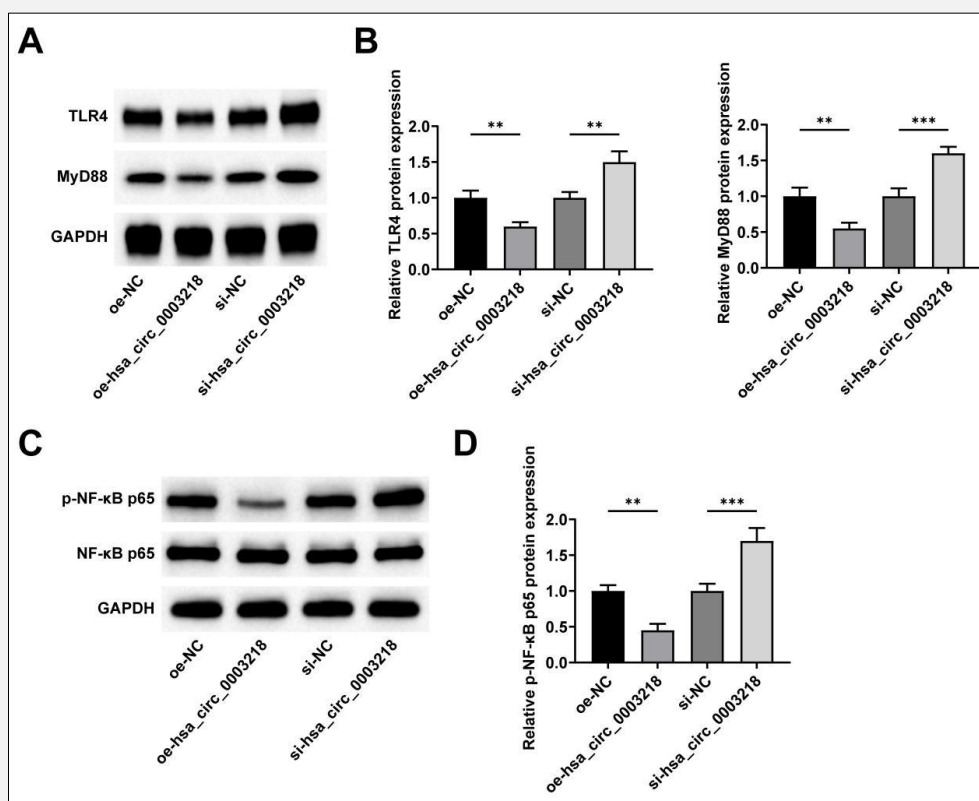 A
TLR4
MyD88
GAPDH
oe-NC
oe-hsa_circ_0003218
si-NC
si-hsa_circ_0003218
B
Relative TLR4 protein expression
2.0
1.5
1.0
0.5
0.0
**
**
oe-NC
oe-hsa_circ_0003218
si-NC
si-hsa_circ_0003218
Relative MyD88 protein expression
2.0
1.5
1.0
0.5
0.0
**
***
oe-NC
oe-hsa_circ_0003218
si-NC
si-hsa_circ_0003218
C
p-NF-κB p65
NF-κB p65
GAPDH
oe-NC
oe-hsa_circ_0003218
si-NC
si-hsa_circ_0003218
D
Relative p-NF-κB p65 protein expression
2.0
1.5
1.0
0.5
0.0
**
***
oe-NC
oe-hsa_circ_0003218
si-NC
si-hsa_circ_0003218